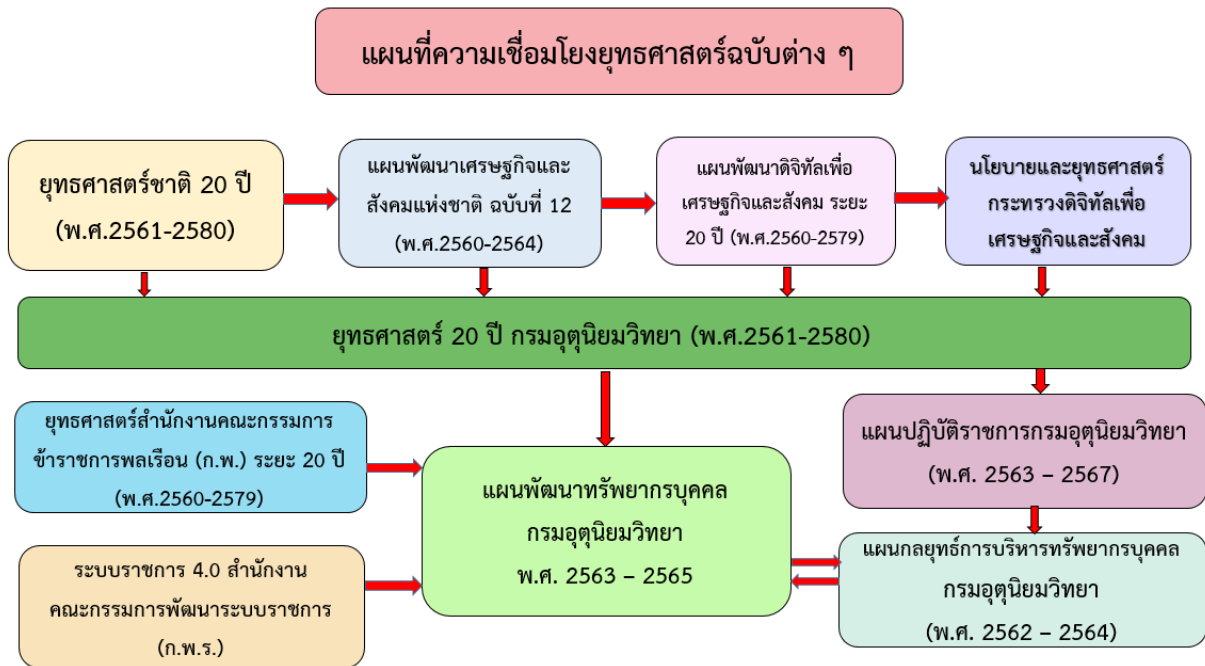 แผนที่ความเชื่อมโยงยุทธศาสตร์ฉบับต่าง ๆ
ยุทธศาสตร์ชาติ 20 ปี
(พ.ศ.2561-2580)
แผนพัฒนาเศรษฐกิจและ
สังคมแห่งชาติ ฉบับที่ 12
(พ.ศ.2560-2564)
แผนพัฒนาดิจิทัลเพื่อ
เศรษฐกิจและสังคม ระยะ
20 ปี (พ.ศ.2560-2579)
นโยบายและยุทธศาสตร์
กระทรวงดิจิทัลเพื่อ
เศรษฐกิจและสังคม
ยุทธศาสตร์ 20 ปี กรมอุตุนิยมวิทยา (พ.ศ.2561-2580)
ยุทธศาสตร์สำนักงานคณะกรรมการ
ข้าราชการพลเรือน (ก.พ.) ระยะ 20 ปี
(พ.ศ.2560-2579)
แผนพัฒนาทรัพยากรบุคคล
กรมอุตุนิยมวิทยา
พ.ศ. 2563 – 2565
แผนปฏิบัติราชการกรมอุตุนิยมวิทยา
(พ.ศ. 2563 – 2567)
ระบบราชการ 4.0 สำนักงาน
คณะกรรมการพัฒนาระบบราชการ
(ก.พ.ร.)
แผนกลยุทธ์การบริหารทรัพยากรบุคคล
กรมอุตุนิยมวิทยา
(พ.ศ. 2562 – 2564)